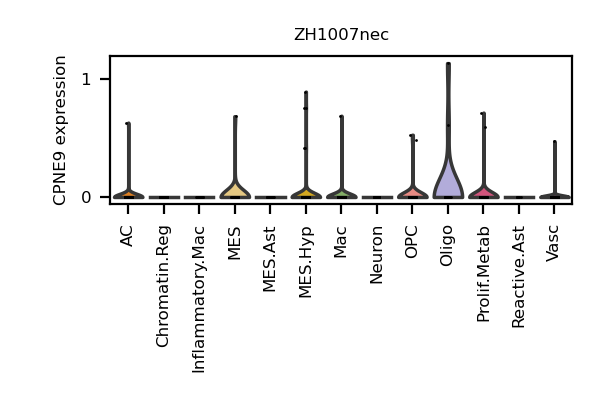 ZH1007nec
CPNE9 expression
1
0
AC
Chromatin.Reg
Inflammatory.Mac
MES
MES.Ast
MES.Hyp
Mac
Neuron
OPC
Oligo
Prolif.Metab
Reactive.Ast
Vasc